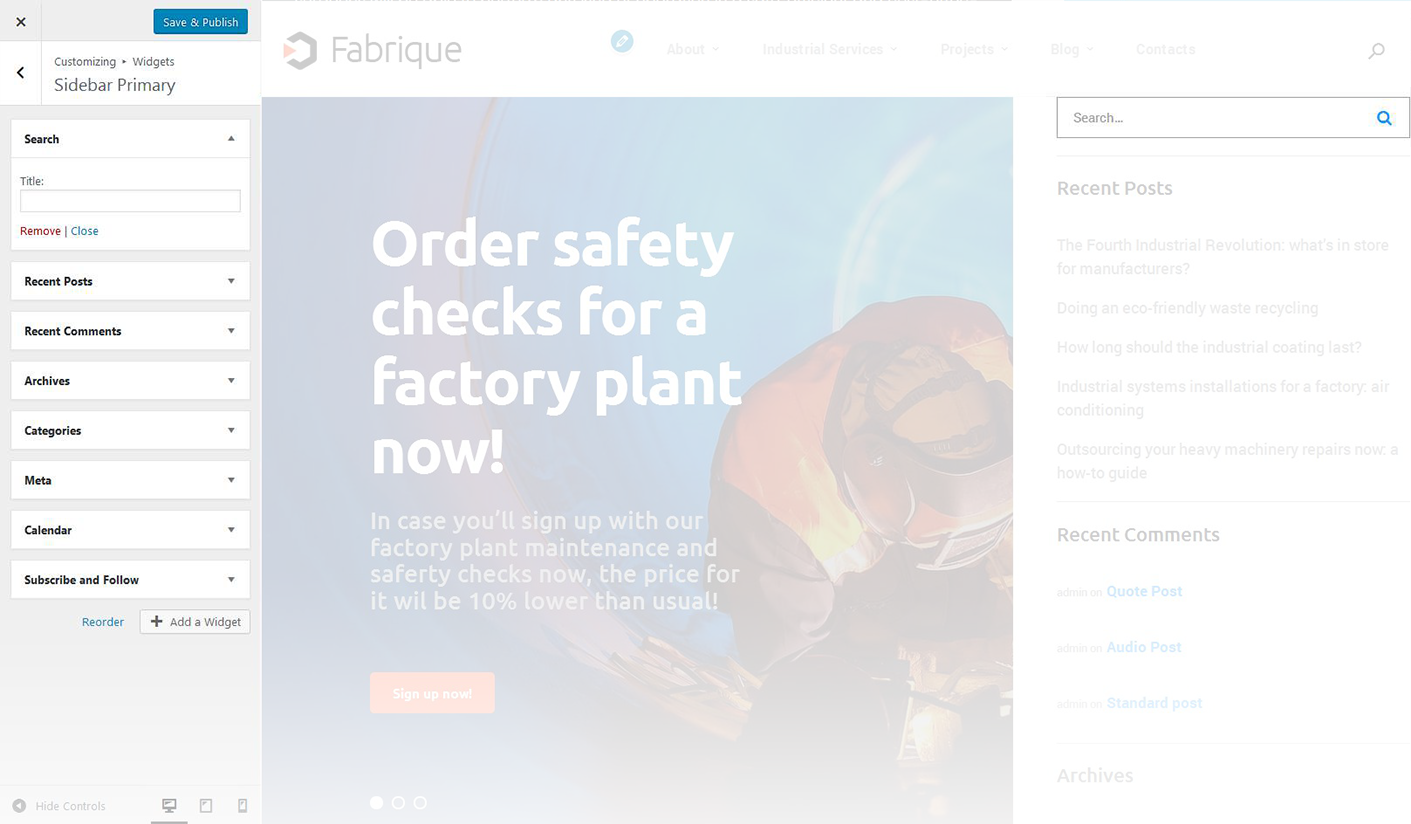 Save & Publish
Customizing ▸ Widgets
Sidebar Primary
Search
Title:
Remove | Close
Recent Posts
Recent Comments
Archives
Categories
Meta
Calendar
Subscribe and Follow
Reorder
Add a Widget
Hide Controls
Fabrique
About
Industrial Services
Projects
Blog
Contacts
Order safety
checks for a
factory plant
now!
In case you’ll sign up with our
factory plant maintenance and
saferty checks now, the price for
it wil be 10% lower than usual!
Sign up now!
Search...
Recent Posts
The Fourth Industrial Revolution: what’s in store
for manufacturers?
Doing an eco-friendly waste recycling
How long should the industrial coating last?
Industrial systems installations for a factory: air
conditioning
Outsourcing your heavy machinery repairs now: a
how-to guide
Recent Comments
admin on Quote Post
admin on Audio Post
admin on Standard post
Archives